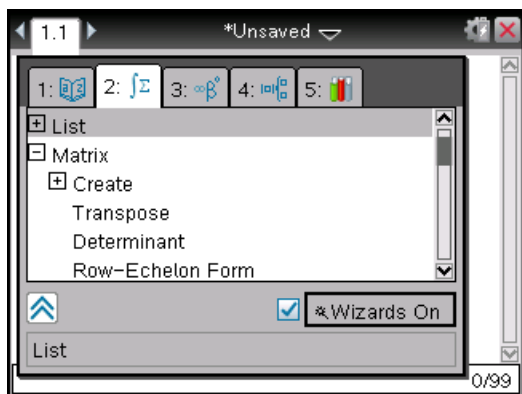 1.1 *Unsaved
1: 2: ∫Σ 3: ∞β° 4: 5:
List
Matrix
Create
Transpose
Determinant
Row-Echelon Form
Wizards On
List
0/99